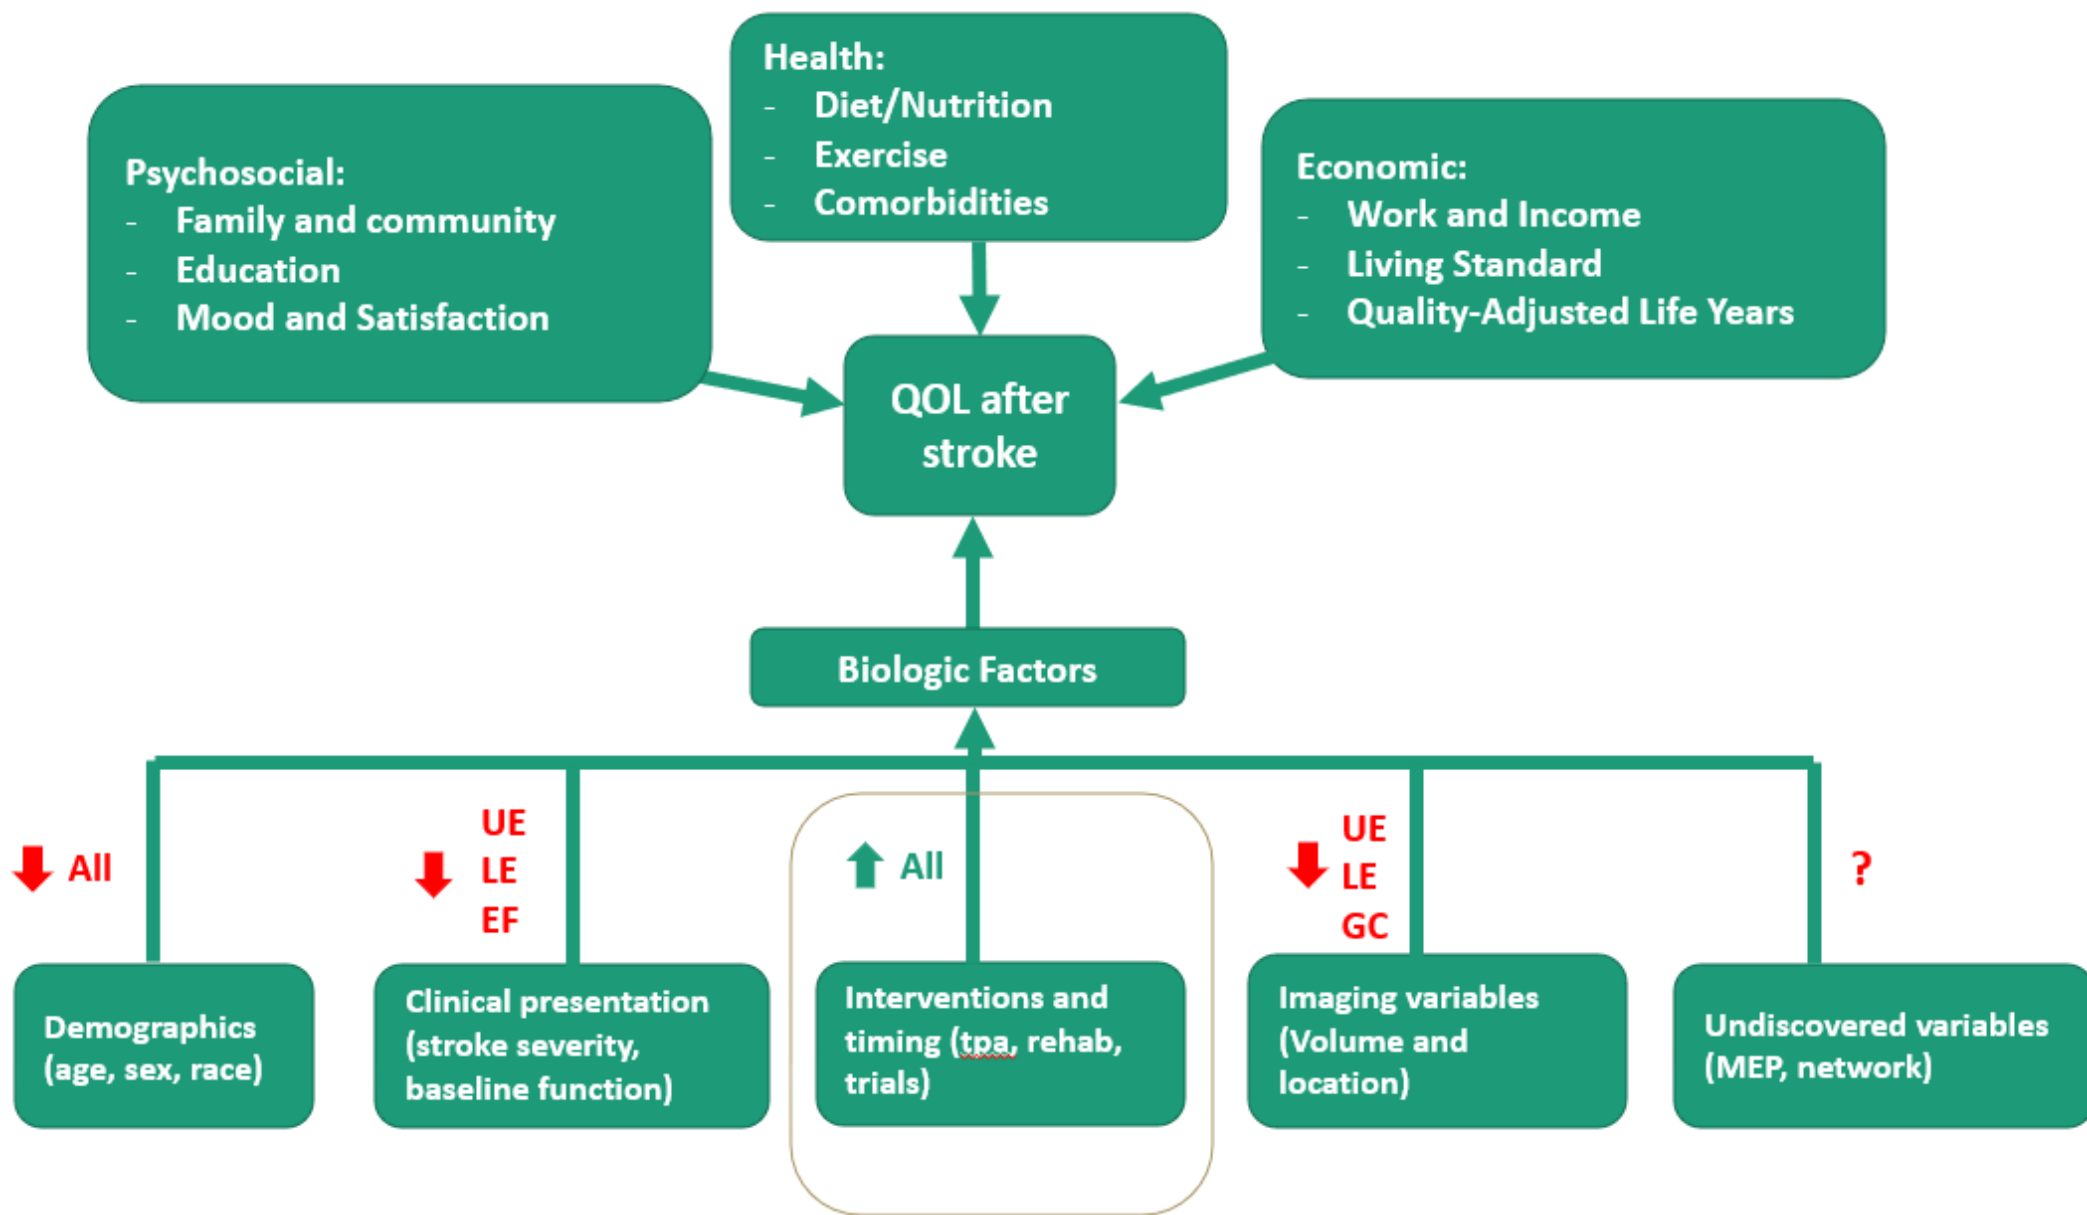 Health:
- Diet/Nutrition
- Exercise
- Comorbidities
Psychosocial:
- Family and community
- Education
- Mood and Satisfaction
Economic:
- Work and Income
- Living Standard
- Quality-Adjusted Life Years
QOL after
stroke
Biologic Factors
All
UE
LE
EF
All
UE
LE
GC
?
Demographics
(age, sex, race)
Clinical presentation
(stroke severity,
baseline function)
Interventions and
timing (tpa, rehab,
trials)
Imaging variables
(Volume and
location)
Undiscovered variables
(MEP, network)